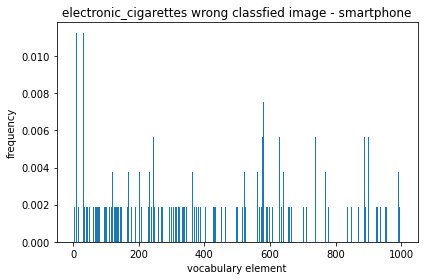 electronic_cigarettes wrong classfied image - smartphone
frequency
0.010
0.008
0.006
0.004
0.002
0.000
0 200 400 600 800 1000
vocabulary element